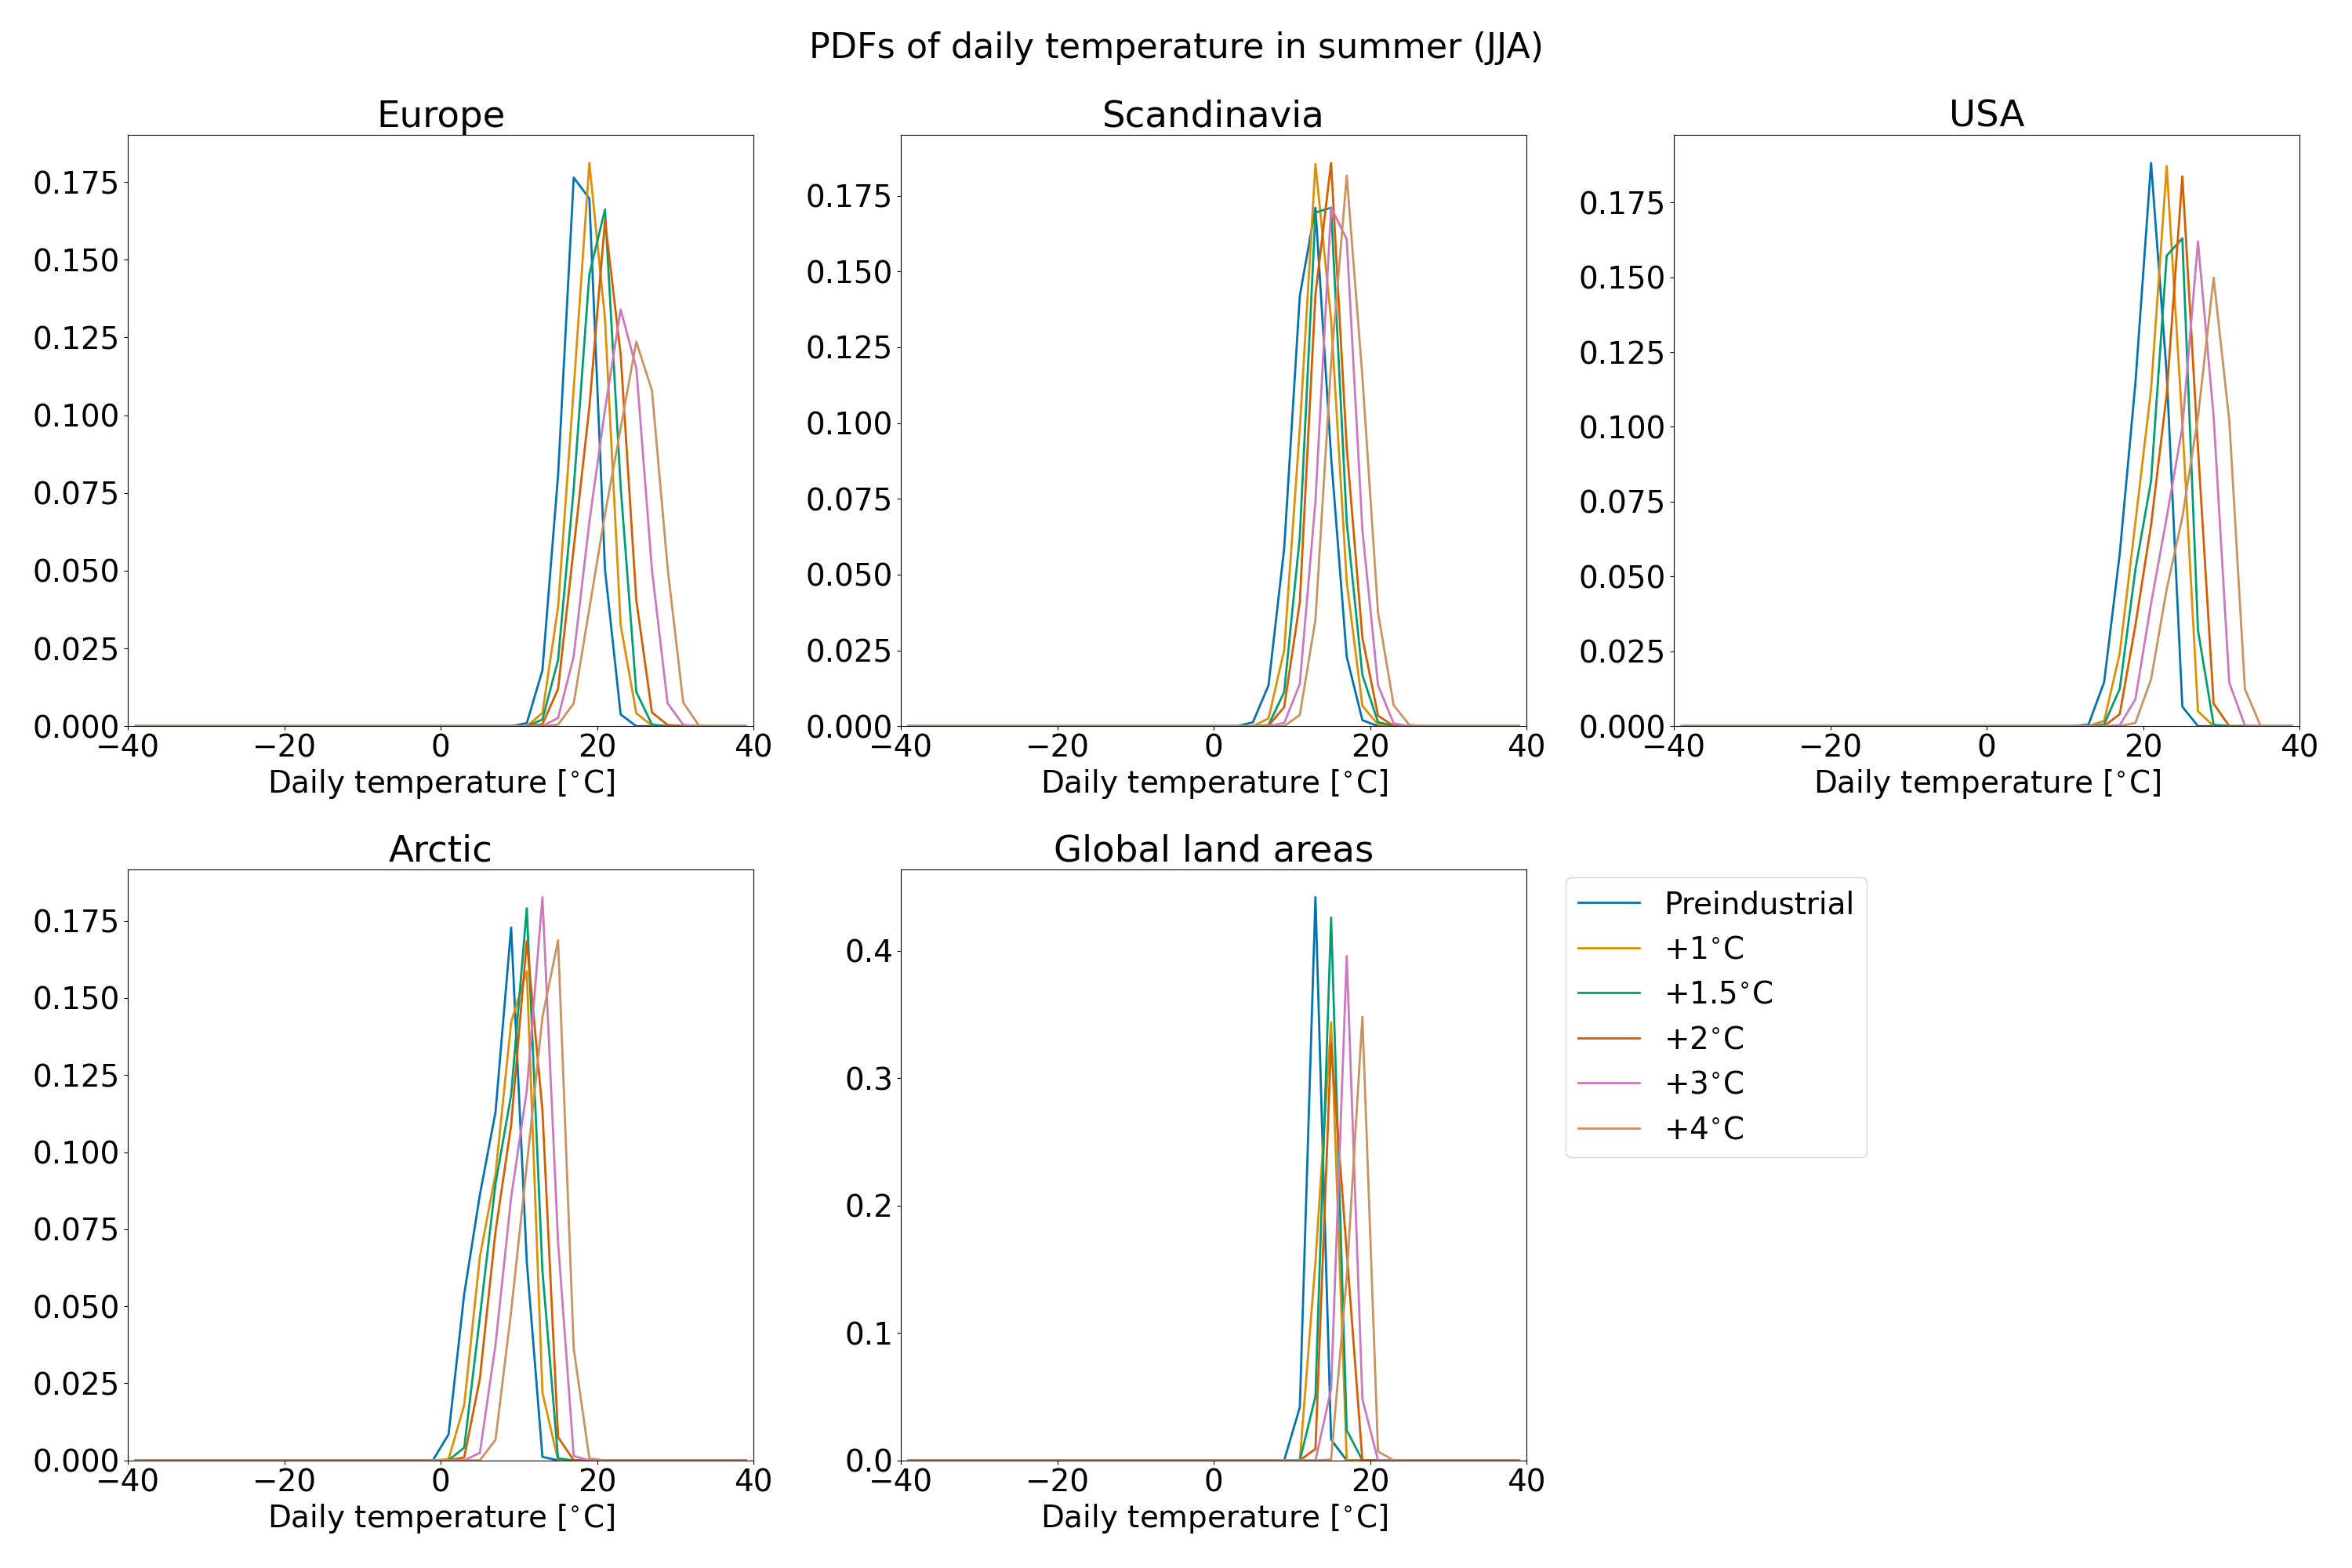 PDFs of daily temperature in summer (JJA)
Europe
0.175
0.150
0.125
0.100
0.075
0.050
0.025
0.000
−40 −20 0 20 40
Daily temperature [°C]
Scandinavia
0.175
0.150
0.125
0.100
0.075
0.050
0.025
0.000
−40 −20 0 20 40
Daily temperature [°C]
USA
0.175
0.150
0.125
0.100
0.075
0.050
0.025
0.000
−40 −20 0 20 40
Daily temperature [°C]
Arctic
0.175
0.150
0.125
0.100
0.075
0.050
0.025
0.000
−40 −20 0 20 40
Daily temperature [°C]
Global land areas
0.4
0.3
0.2
0.1
0.0
−40 −20 0 20 40
Daily temperature [°C]
Preindustrial
+1°C
+1.5°C
+2°C
+3°C
+4°C